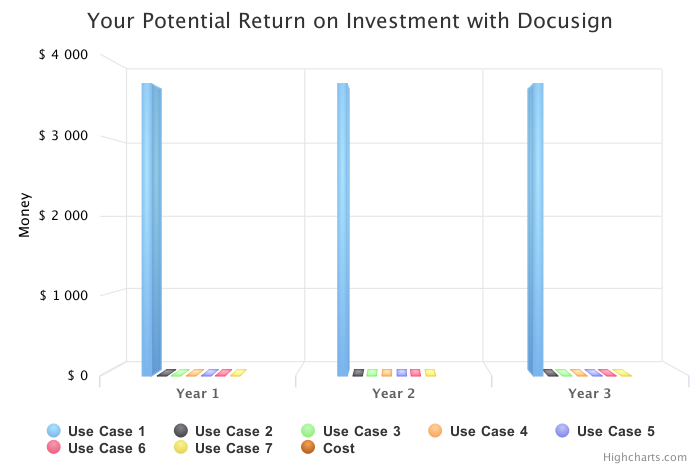 Your Potential Return on Investment with Docusign
$ 4 000
$ 3 000
$ 2 000
$ 1 000
$ 0
Money
Year 1 Year 2 Year 3
Use Case 1 Use Case 2 Use Case 3 Use Case 4 Use Case 5
Use Case 6 Use Case 7 Cost
Highcharts.com